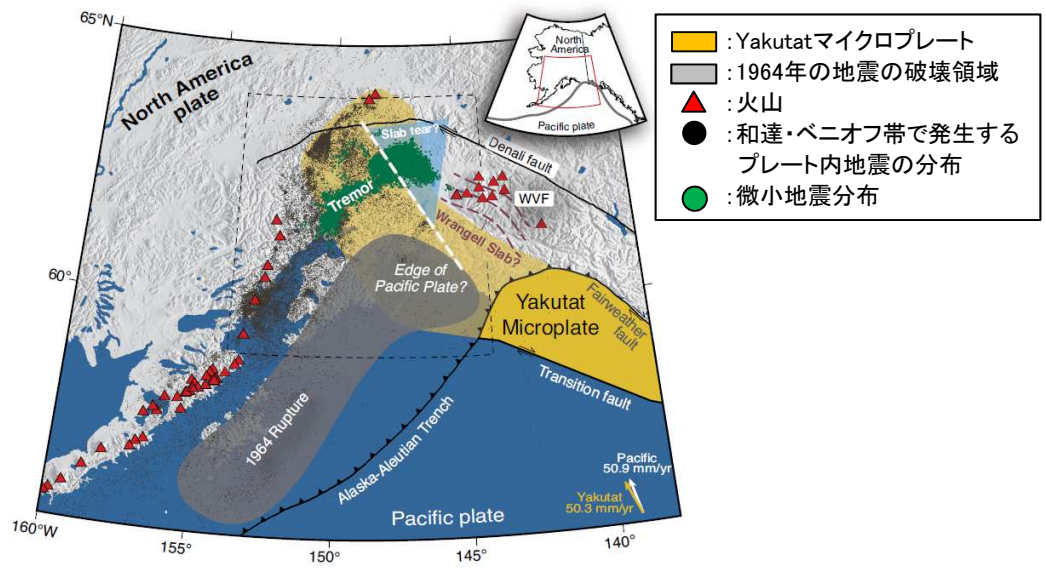 65°N
North America
plate
North
America
Pacific plate
Slab tear?
Denali fault
Tremor
WVF
Wrangell Slab?
60°
Edge of
Pacific Plate?
Yakutat
Microplate
Fairweather
fault
Transition fault
1964 Rupture
Alaska-Aleutian Trench
Pacific
50.9 mm/yr
Yakutat
50.3 mm/yr
Pacific plate
160°W
155°
150°
145°
140°
:Yakutatマイクロプレート
:1964年の地震の破壊領域
:火山
:和達・ベニオフ帯で発生する
プレート内地震の分布
:微小地震分布